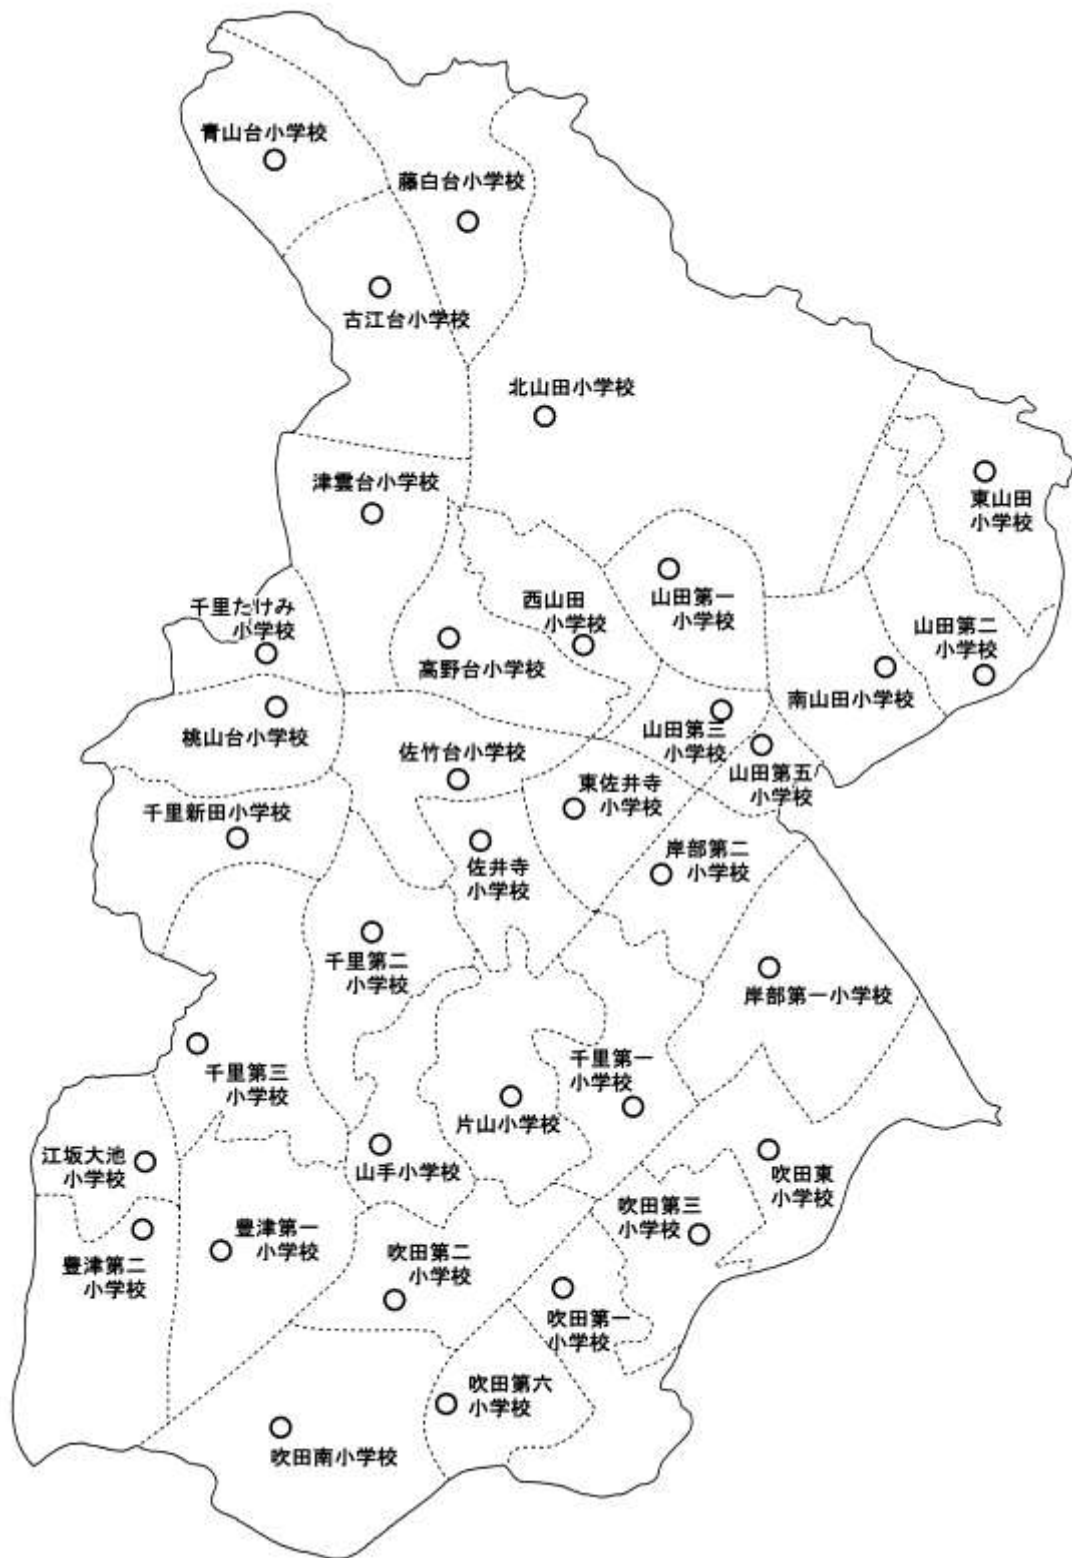 青山台小学校
藤白台小学校
古江台小学校
北山田小学校
津雲台小学校
東山田
小学校
千里たけみ
小学校
西山田
小学校
山田第一
小学校
山田第二
小学校
高野台小学校
南山田小学校
桃山台小学校
佐竹台小学校
山田第三
小学校
山田第五
小学校
東佐井寺
小学校
千里新田小学校
佐井寺
小学校
岸部第二
小学校
千里第二
小学校
岸部第一小学校
千里第三
小学校
千里第一
小学校
片山小学校
江坂大池
小学校
山手小学校
吹田東
小学校
吹田第三
小学校
豊津第一
小学校
豊津第二
小学校
吹田第二
小学校
吹田第一
小学校
吹田第六
小学校
吹田南小学校